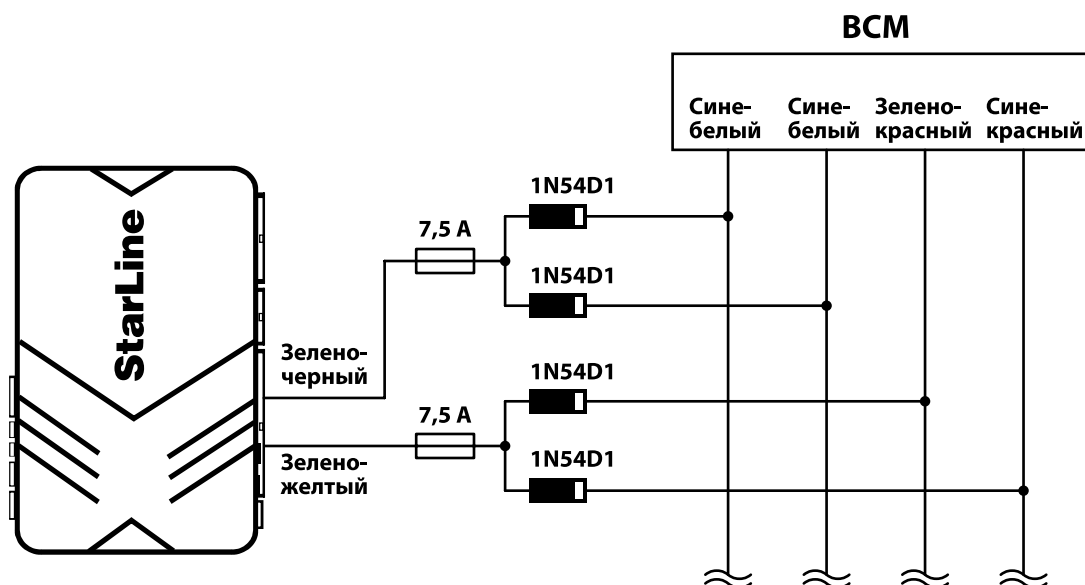 BCM
Сине-
белый
Сине-
белый
Зелено-
красный
Сине-
красный
1N54D1
7,5 А
1N54D1
StarLine
Зелено-
черный
1N54D1
7,5 А
1N54D1
Зелено-
желтый